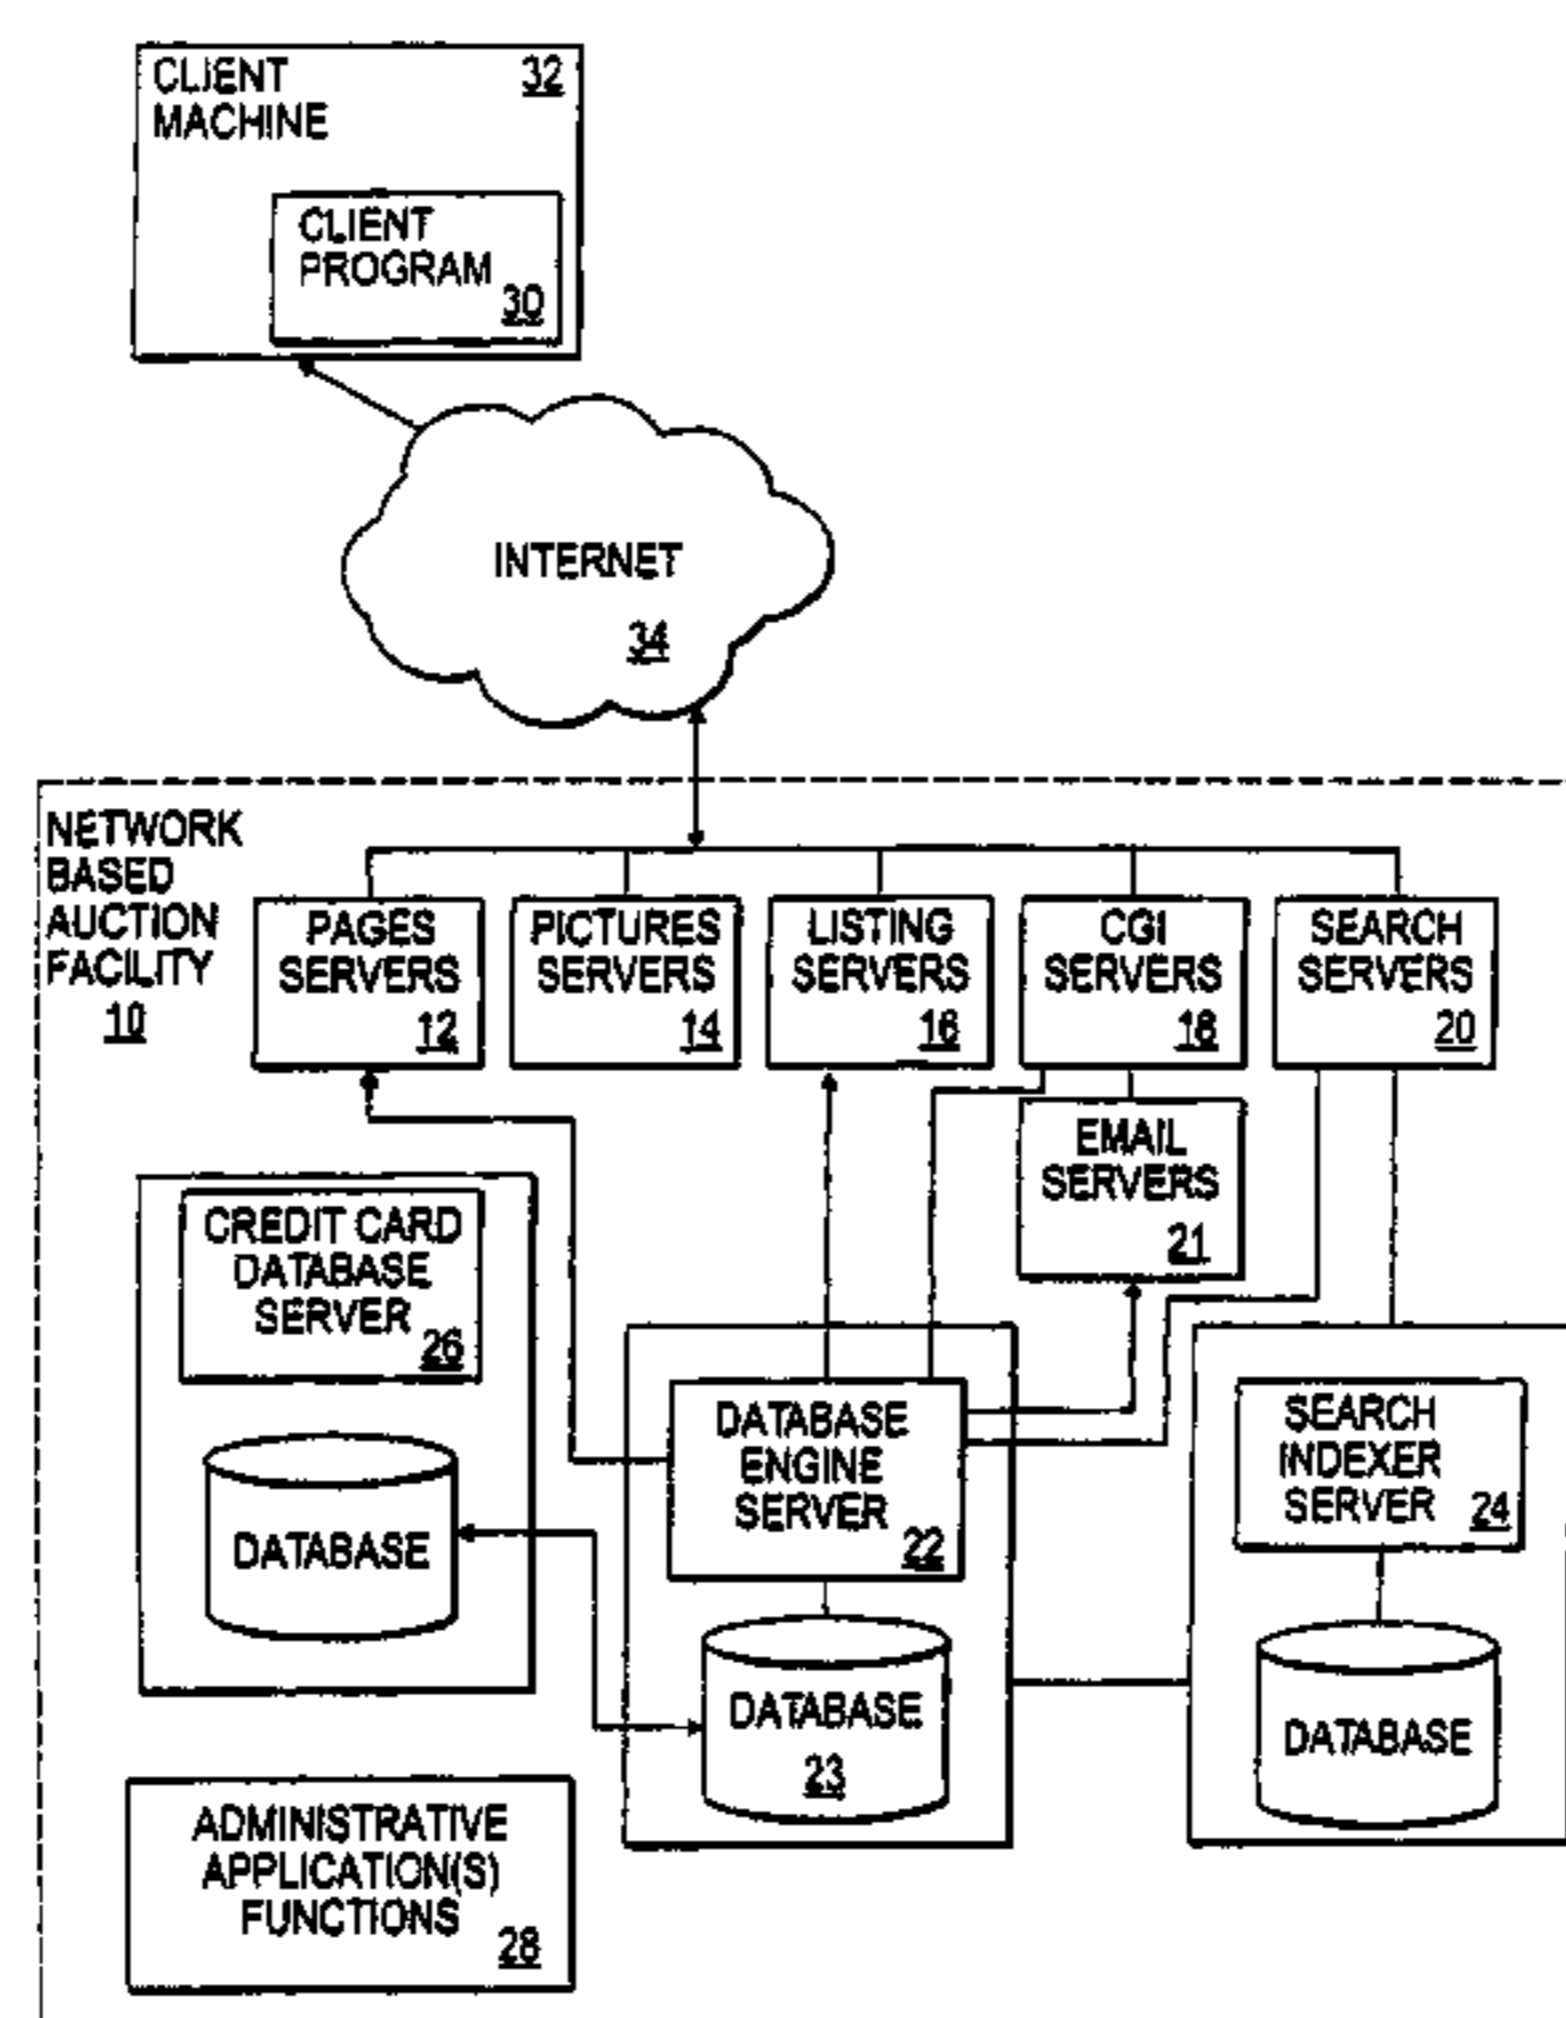 CLIENT 32
MACHINE
CLIENT
PROGRAM
30
INTERNET
34
NETWORK
BASED
AUCTION
FACILITY
10
PAGES
SERVERS
12
PICTURES
SERVERS
14
LISTING
SERVERS
16
CGI
SERVERS
18
SEARCH
SERVERS
20
EMAIL
SERVERS
21
CREDIT CARD
DATABASE
SERVER
26
DATABASE
DATABASE
ENGINE
SERVER
22
DATABASE
23
SEARCH
INDEXER
SERVER 24
DATABASE
ADMINISTRATIVE
APPLICATION(S)
FUNCTIONS
28